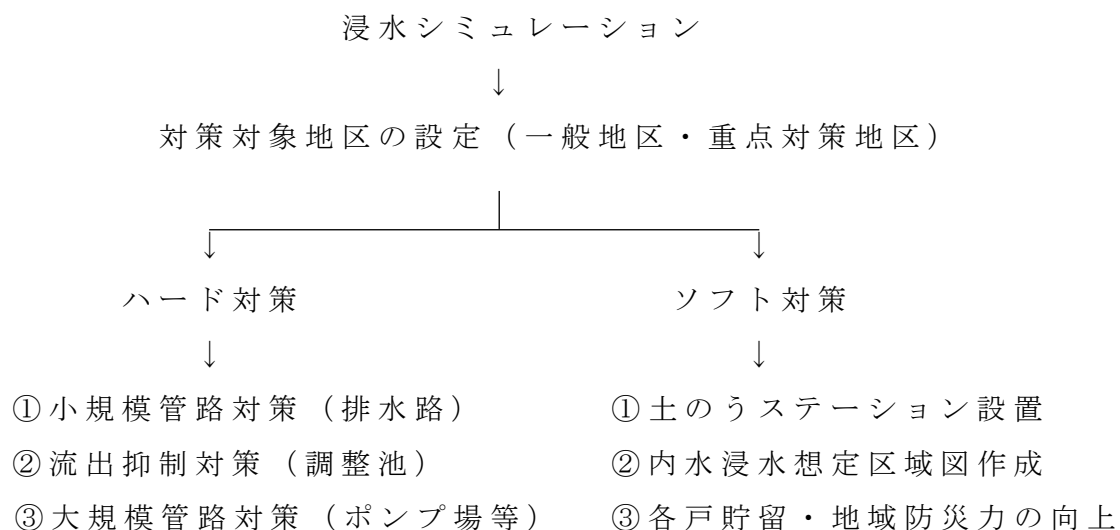 浸水シミュレーション
↓
対策対象地区の設定（一般地区・重点対策地区）
↓ ↓
ハード対策 ソフト対策
↓ ↓
①小規模管路対策（排水路） ①土のうステーション設置
②流出抑制対策（調整池） ②内水浸水想定区域図作成
③大規模管路対策（ポンプ場等） ③各戸貯留・地域防災力の向上